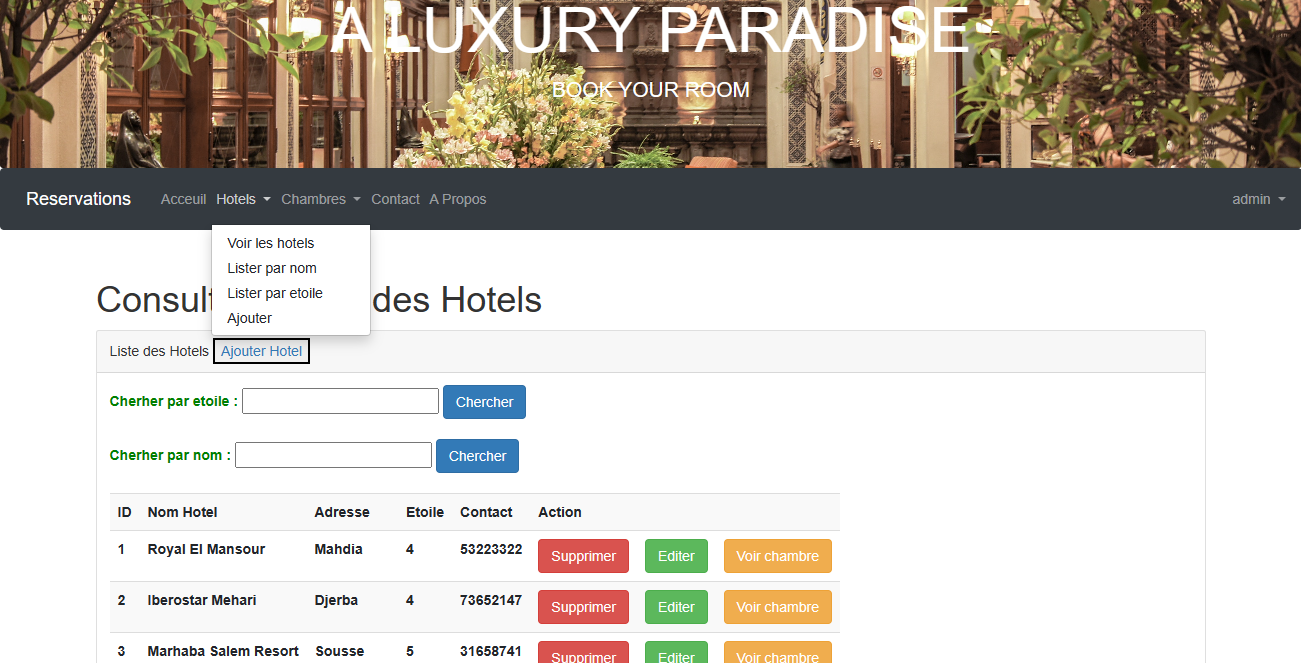 A LUXURY PARADISE
BOOK YOUR ROOM
Reservations Acceuil Hotels Chambres Contact A Propos admin
Voir les hotels
Lister par nom
Lister par etoile
Ajouter
Consult des Hotels
Liste des Hotels Ajouter Hotel
Cherher par etoile : Chercher
Cherher par nom : Chercher
ID Nom Hotel Adresse Etoile Contact Action
1 Royal El Mansour Mahdia 4 53223322 Supprimer Editer Voir chambre
2 Iberostar Mehari Djerba 4 73652147 Supprimer Editer Voir chambre
3 Marhaba Salem Resort Sousse 5 31658741 Supprimer Editer Voir chambre